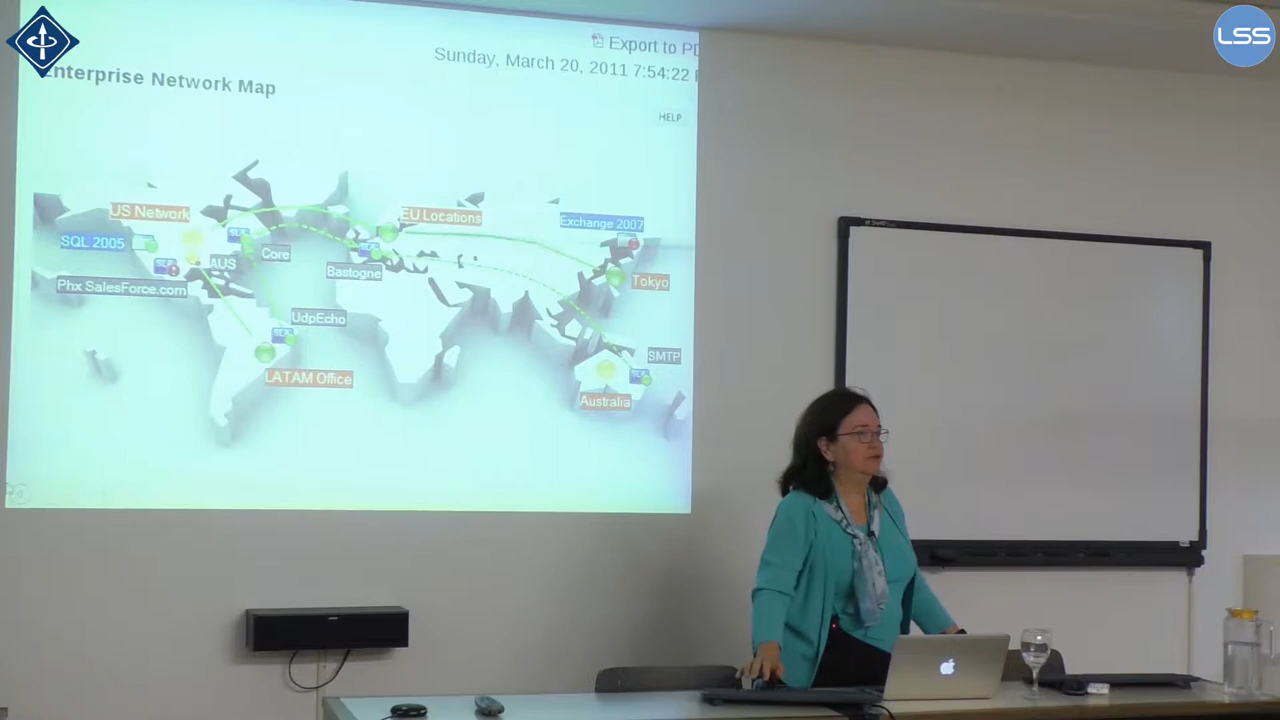 LSS
Export to
Sunday, March 20, 2011 7:54:22
Enterprise Network Map
HELP
US Network
EU Locations
Exchange 2007
SQL 2005
Core
AUS
Bastogne
Phx SalesForce.com
Tokyo
UdpEcho
SMTP
LATAM Office
Australia